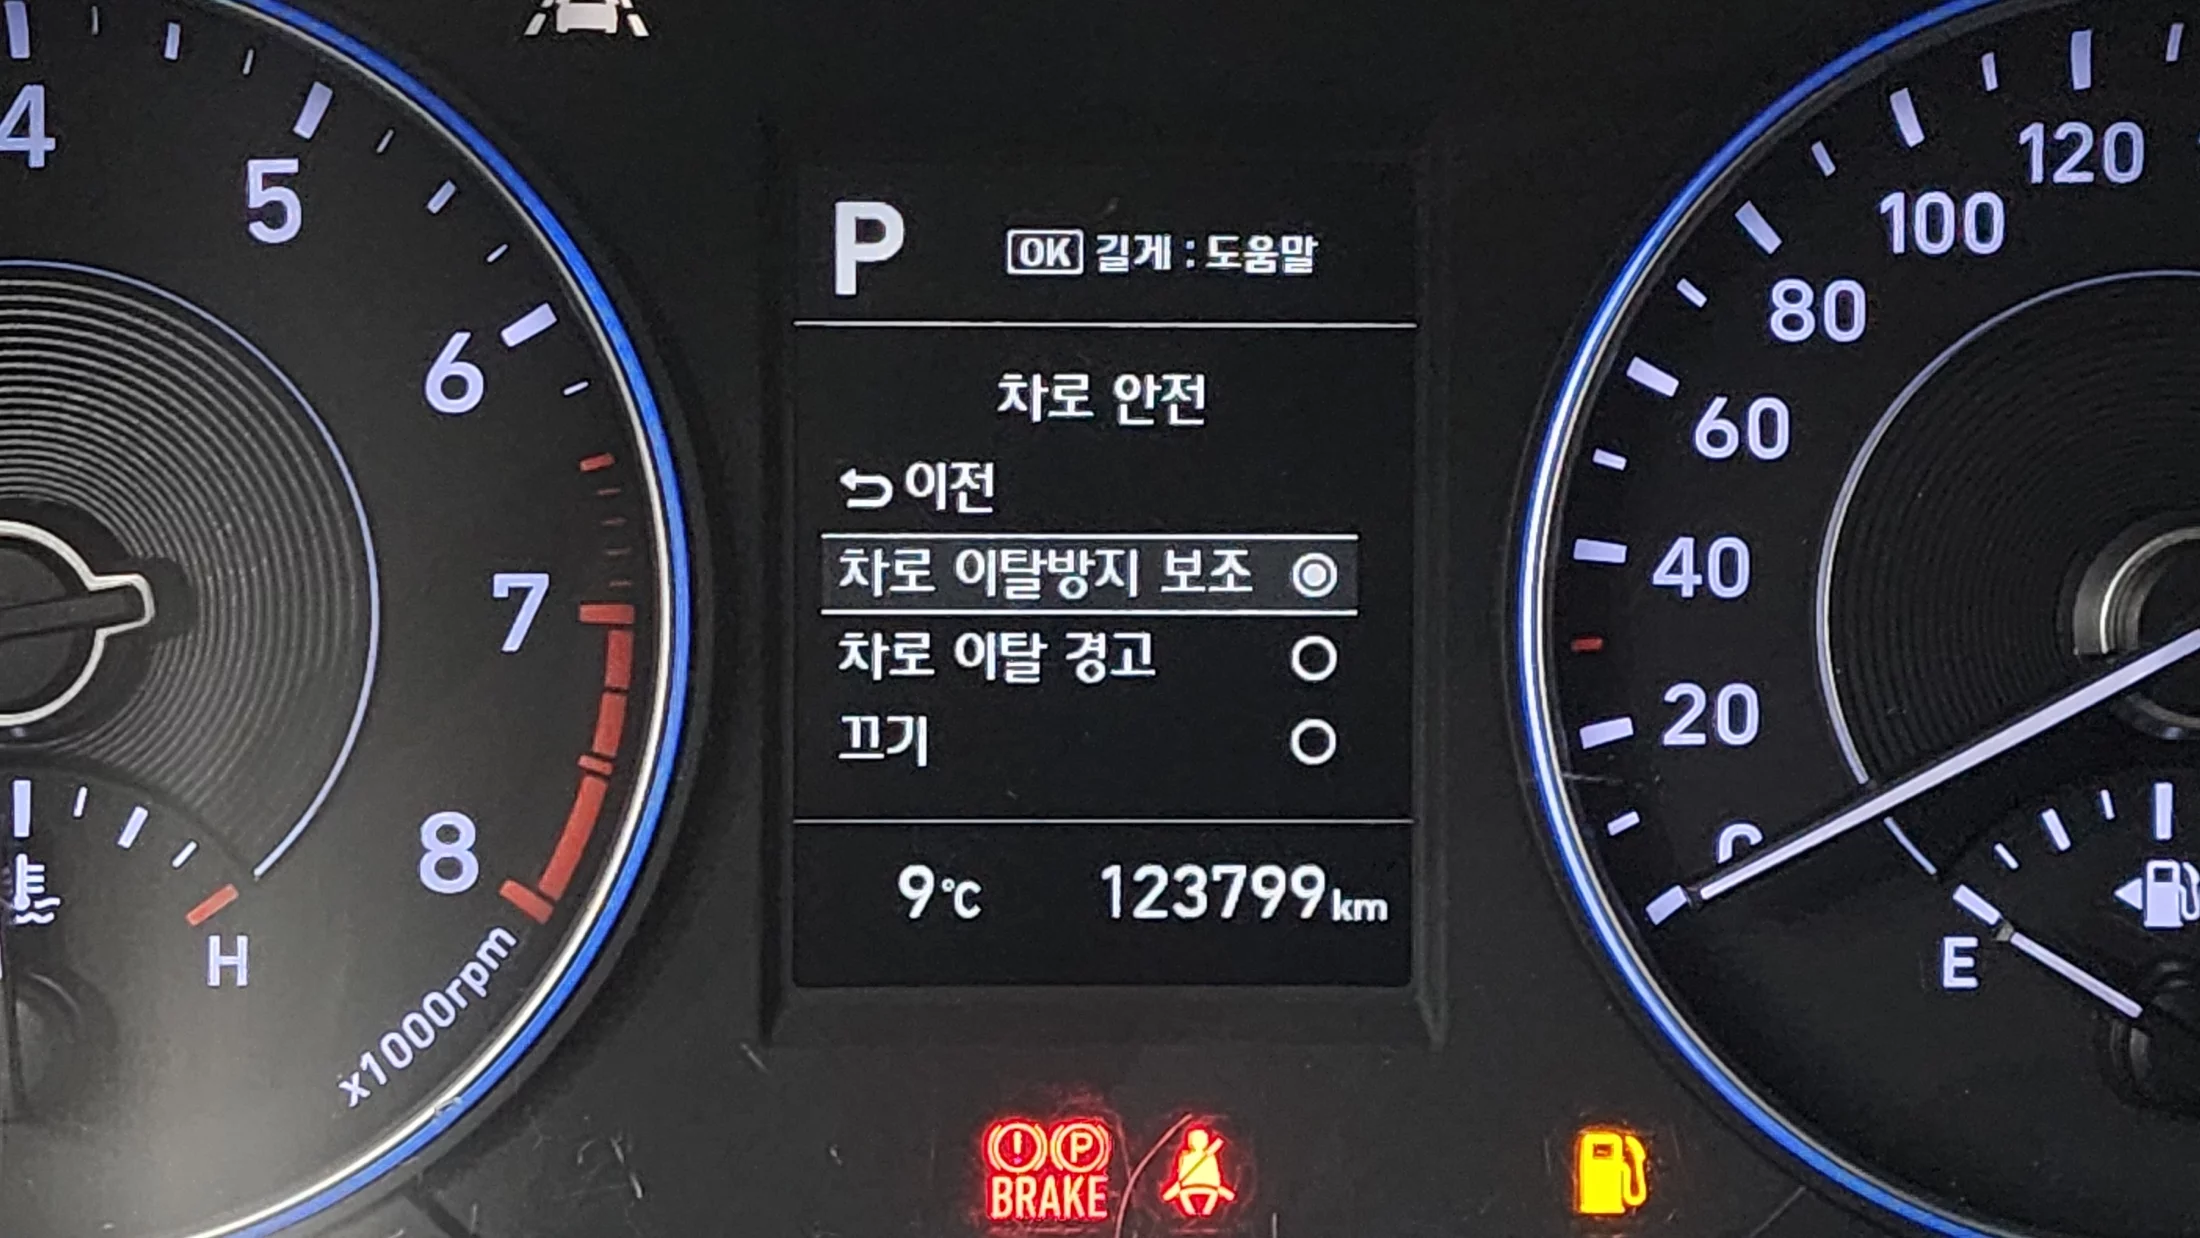 P
OK 길게 : 도움말
차로 안전
이전
차로 이탈방지 보조
차로 이탈 경고
끄기
9℃ 123799km
4
5
6
7
8
x1000rpm
H
120
100
80
60
40
20
0
E
P
BRAKE